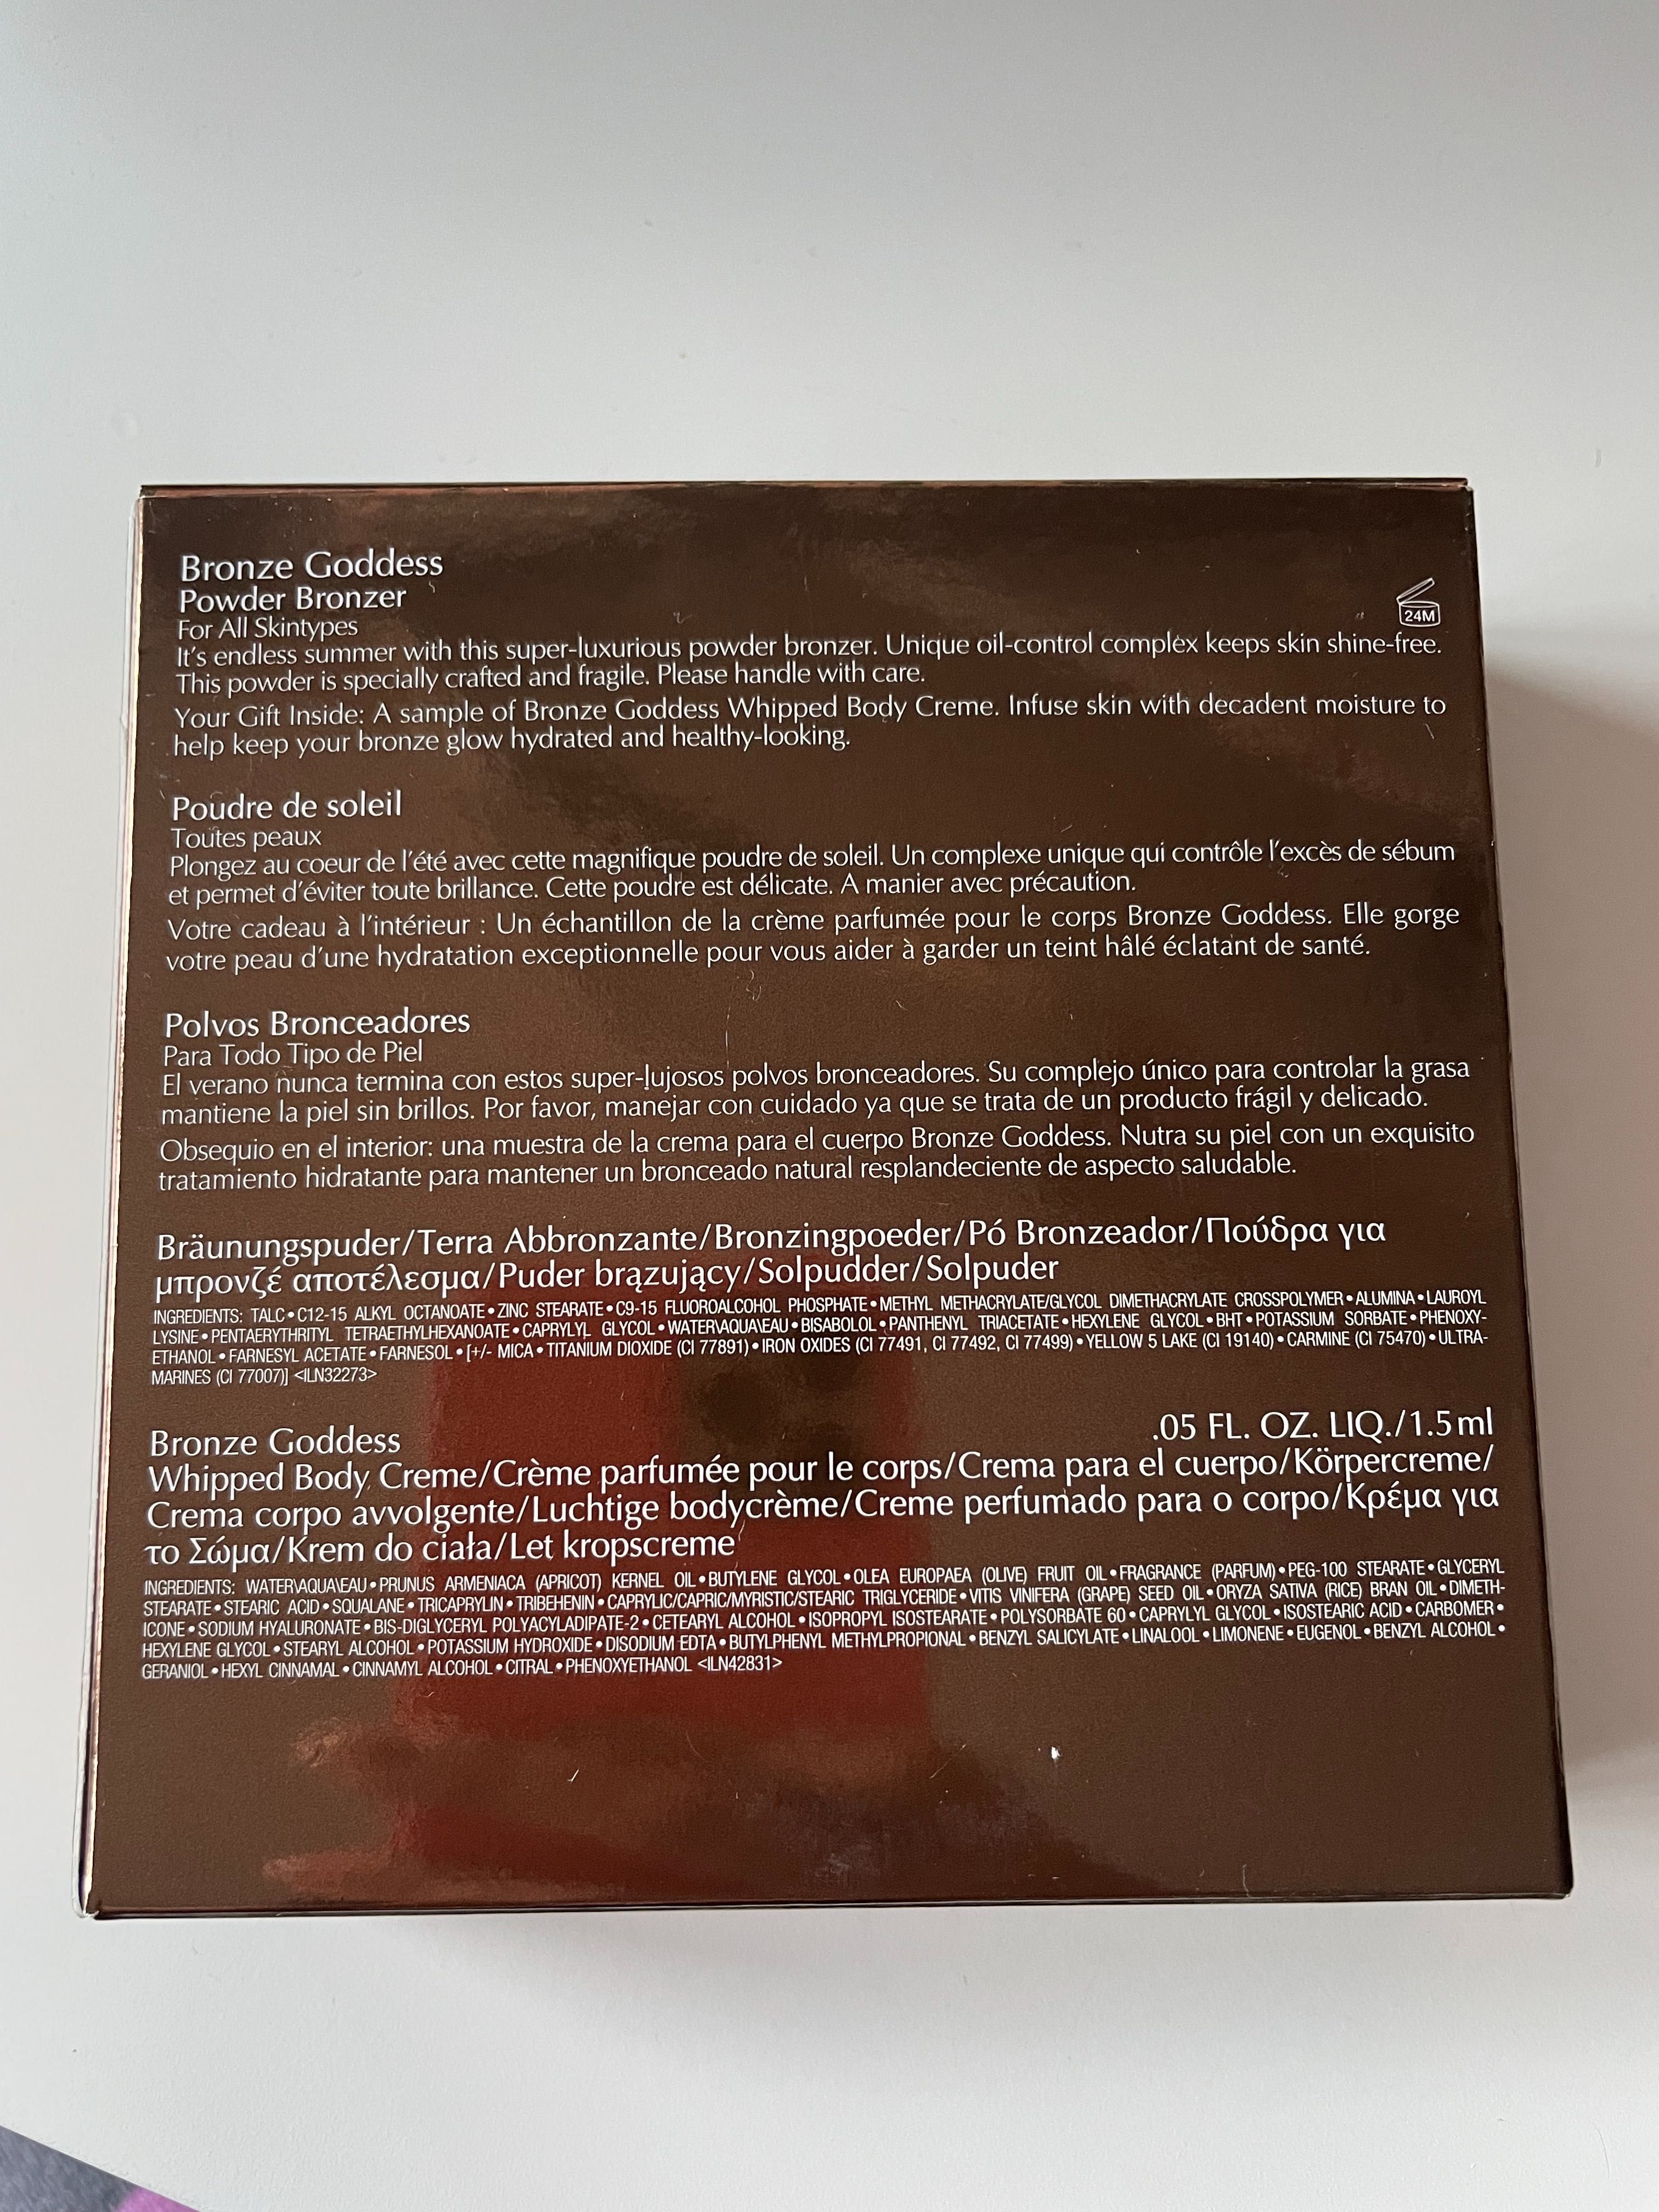 Bronze Goddess
Powder Bronzer
For All Skintypes
24M
It's endless summer with this super-luxurious powder bronzer. Unique oil-control complex keeps skin shine-free.
This powder is specially crafted and fragile. Please handle with care.
Your Gift Inside: A sample of Bronze Goddess Whipped Body Creme. Infuse skin with decadent moisture to
help keep your bronze glow hydrated and healthy-looking.
Poudre de soleil
Toutes peaux
Plongez au coeur de l'été avec cette magnifique poudre de soleil. Un complexe unique qui contrôle l'excès de sébum
et permet d'éviter toute brillance. Cette poudre est délicate. A manier avec précaution.
Votre cadeau à l'intérieur : Un échantillon de la crème parfumée pour le corps Bronze Goddess. Elle gorge
votre peau d'une hydratation exceptionnelle pour vous aider à garder un teint hâlé éclatant de santé.
Polvos Bronceadores
Para Todo Tipo de Piel
El verano nunca termina con estos super-lujosos polvos bronceadores. Su complejo único para controlar la grasa
mantiene la piel sin brillos. Por favor, manejar con cuidado ya que se trata de un producto frágil y delicado.
Obsequio en el interior: una muestra de la crema para el cuerpo Bronze Goddess. Nutra su piel con un exquisito
tratamiento hidratante para mantener un bronceado natural resplandeciente de aspecto saludable.
Bräunungspuder/Terra Abbronzante/Bronzingpoeder/Pó Bronzeador/Πούδρα για
μπρονζέ αποτέλεσμα/Puder brązujący/Solpudder/Solpuder
INGREDIENTS: TALC•C12-15 ALKYL OCTANOATE•ZINC STEARATE•C9-15 FLUOROALCOHOL PHOSPHATE•METHYL METHACRYLATE/GLYCOL DIMETHACRYLATE CROSSPOLYMER•ALUMINA•LAUROYL
LYSINE•PENTAERYTHRITYL TETRAETHYLHEXANOATE•CAPRYLYL GLYCOL•WATER\AQUA\EAU•BISABOLOL•PANTHENYL TRIACETATE•HEXYLENE GLYCOL•BHT•POTASSIUM SORBATE•PHENOXY-
ETHANOL•FARNESYL ACETATE•FARNESOL•[+/- MICA•TITANIUM DIOXIDE (CI 77891)•IRON OXIDES (CI 77491, CI 77492, CI 77499)•YELLOW 5 LAKE (CI 19140)•CARMINE (CI 75470)•ULTRA-
MARINES (CI 77007)] <ILN32273>
Bronze Goddess .05 FL. OZ. LIQ./1.5 ml
Whipped Body Creme/Crème parfumée pour le corps/Crema para el cuerpo/Körpercreme/
Crema corpo avvolgente/Luchtige bodycrème/Creme perfumado para o corpo/Κρέμα για
το Σώμα/Krem do ciała/Let kropscreme
INGREDIENTS: WATER\AQUA\EAU•PRUNUS ARMENIACA (APRICOT) KERNEL OIL•BUTYLENE GLYCOL•OLEA EUROPAEA (OLIVE) FRUIT OIL•FRAGRANCE (PARFUM)•PEG-100 STEARATE•GLYCERYL
STEARATE•STEARIC ACID•SQUALANE•TRICAPRYLIN•TRIBEHENIN•CAPRYLIC/CAPRIC/MYRISTIC/STEARIC TRIGLYCERIDE•VITIS VINIFERA (GRAPE) SEED OIL•ORYZA SATIVA (RICE) BRAN OIL•DIMETH-
ICONE•SODIUM HYALURONATE•BIS-DIGLYCERYL POLYACYLADIPATE-2•CETEARYL ALCOHOL•ISOPROPYL ISOSTEARATE•POLYSORBATE 60•CAPRYLYL GLYCOL•ISOSTEARIC ACID•CARBOMER•
HEXYLENE GLYCOL•STEARYL ALCOHOL•POTASSIUM HYDROXIDE•DISODIUM EDTA•BUTYLPHENYL METHYLPROPIONAL•BENZYL SALICYLATE•LINALOOL•LIMONENE•EUGENOL•BENZYL ALCOHOL•
GERANIOL•HEXYL CINNAMAL•CINNAMYL ALCOHOL•CITRAL•PHENOXYETHANOL <ILN42831>